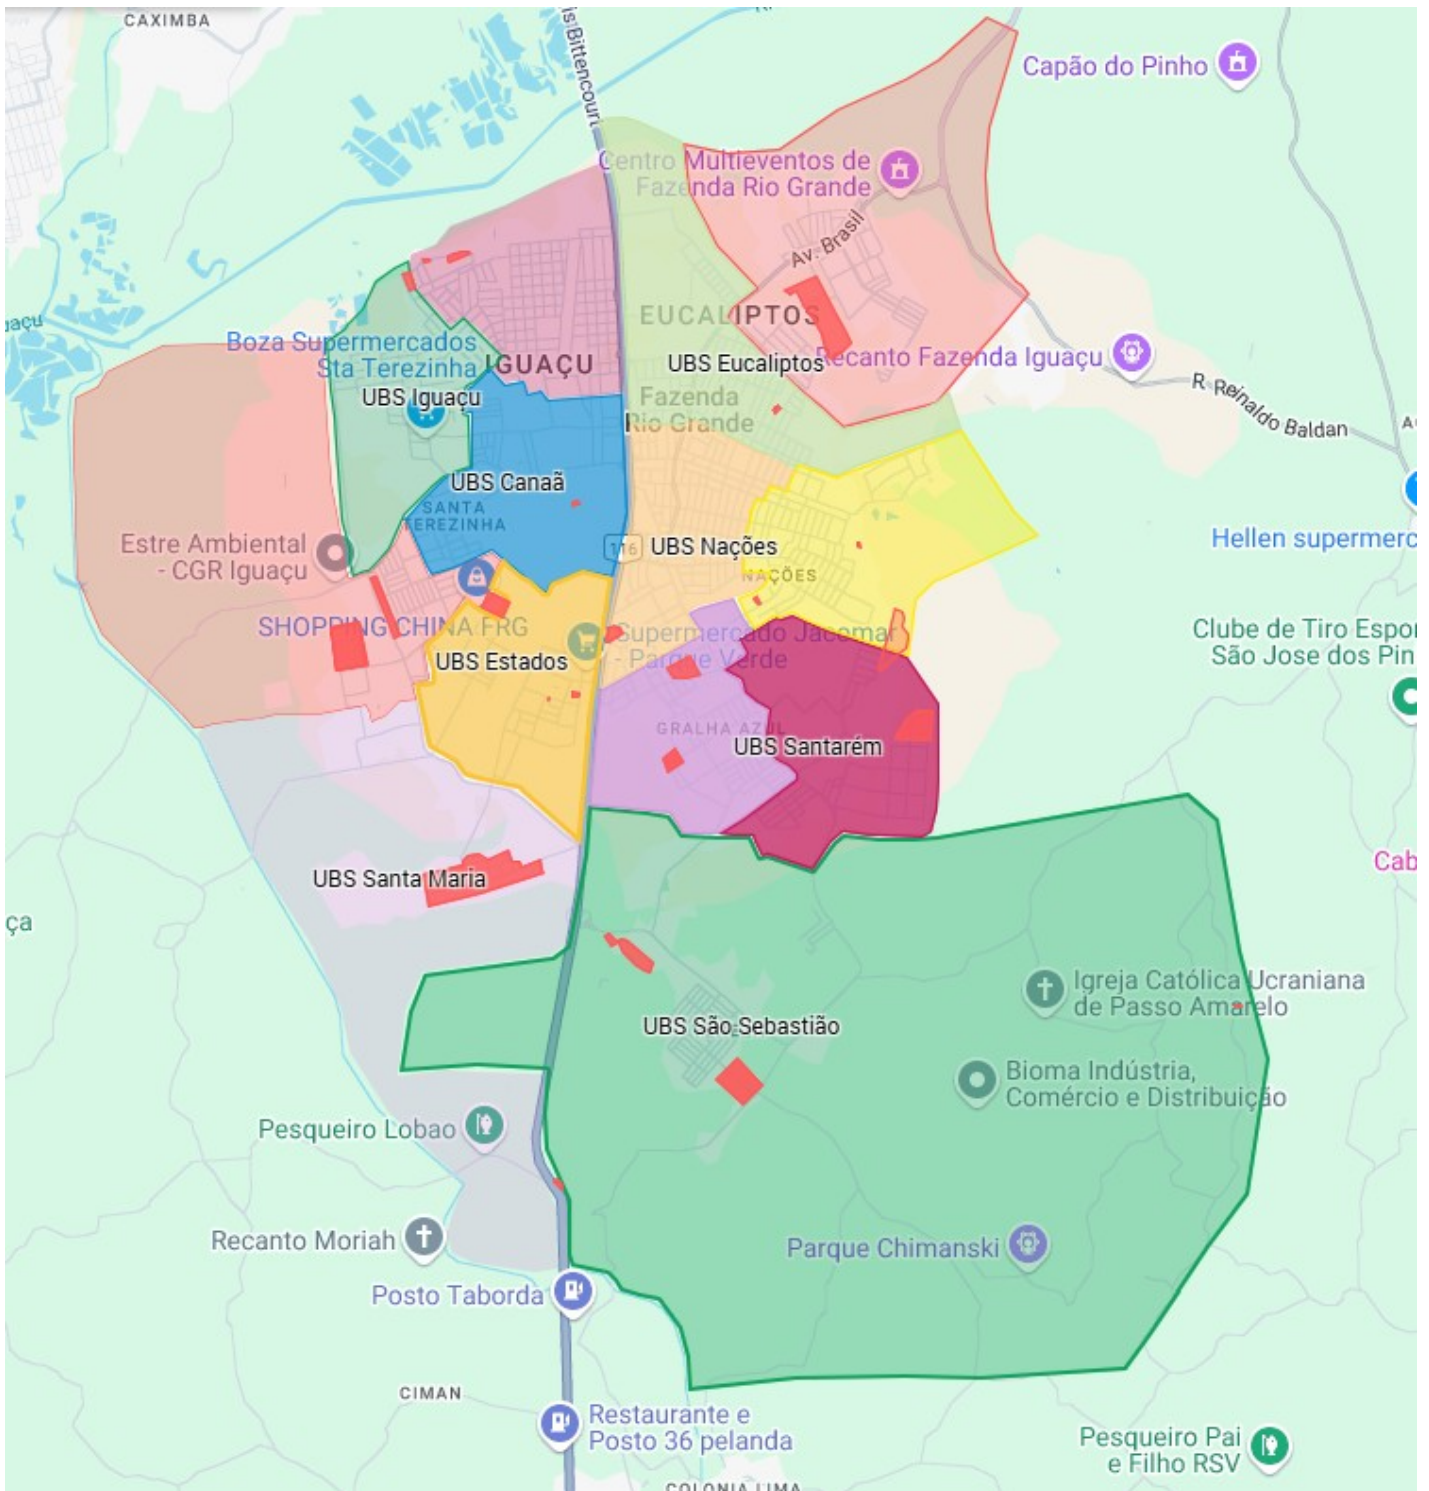 CAXIMBA
is Bittencourt
Capão do Pinho
Centro Multieventos de
Fazenda Rio Grande
Av. Brasil
EUCALIPTOS
Boza Supermercados
Sta Terezinha
IGUAÇU
UBS Eucaliptos
Recanto Fazenda Iguaçu
UBS Iguaçu
Fazenda
Rio Grande
R. Reinaldo Baldan
UBS Canaã
SANTA
TEREZINHA
Estre Ambiental
- CGR Iguaçu
116
UBS Nações
NAÇÕES
Hellen supermerc
SHOPPING CHINA FRG
Supermercado Jacomar
- Parque Verde
UBS Estados
Clube de Tiro Espor
São Jose dos Pin
GRALHA AZUL
UBS Santarém
UBS Santa Maria
Cab
ça
Igreja Católica Ucraniana
de Passo Amarelo
UBS São Sebastião
Bioma Indústria,
Comércio e Distribuição
Pesqueiro Lobao
Recanto Moriah
Parque Chimanski
Posto Taborda
CIMAN
Restaurante e
Posto 36 pelanda
Pesqueiro Pai
e Filho RSV
COLONIA LIMA